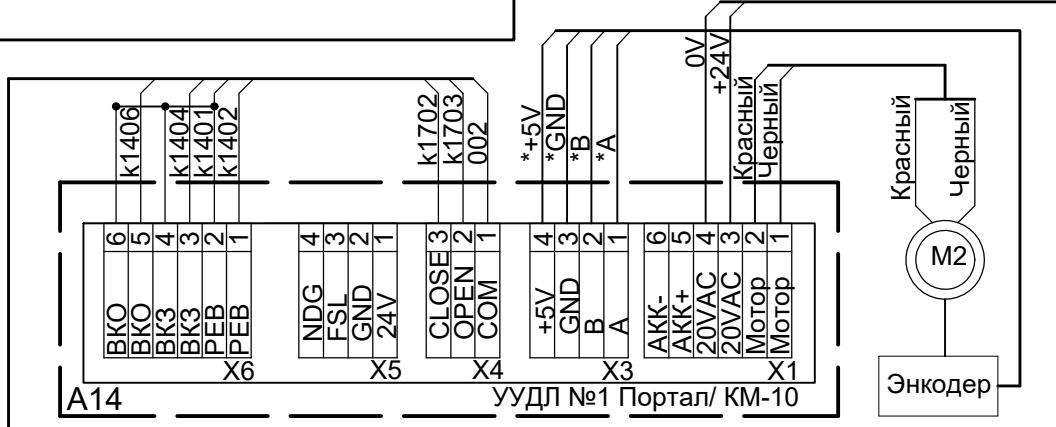 0V
+24V
k1406
k1404
k1401
k1402
k1702
k1703
002
*+5V
*GND
*B
*A
Красный
Черный
Красный
Черный
6 5 4 3 2 1
4 3 2 1
3 2 1
4 3 2 1
6 5 4 3 2 1
ВКО
ВКО
ВКЗ
ВКЗ
РЕВ
РЕВ
NDG
FSL
GND
24V
CLOSE
OPEN
COM
+5V
GND
B
A
АКК-
АКК+
20VAC
20VAC
Мотор
Мотор
M2
X6 X5 X4 X3 X1
A14
УУДЛ №1 Портал/ КМ-10
Энкодер